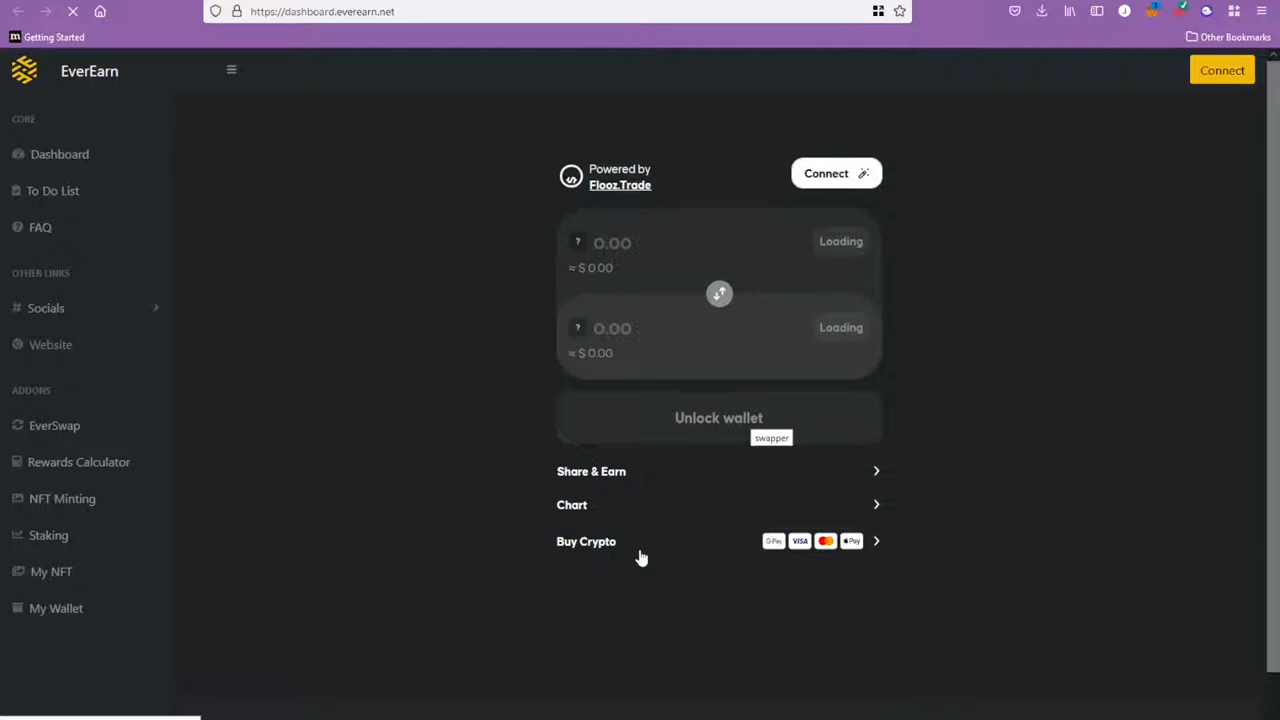 https://dashboard.everearn.net
m Getting Started
Other Bookmarks
EverEarn
Connect
CORE
Dashboard
To Do List
FAQ
OTHER LINKS
# Socials
Website
ADDONS
EverSwap
Rewards Calculator
NFT Minting
Staking
My NFT
My Wallet
Powered by
Flooz.Trade
Connect
? 0.00 Loading
≈ $ 0.00
? 0.00 Loading
≈ $ 0.00
Unlock wallet
swapper
Share & Earn
Chart
Buy Crypto G Pay VISA Pay